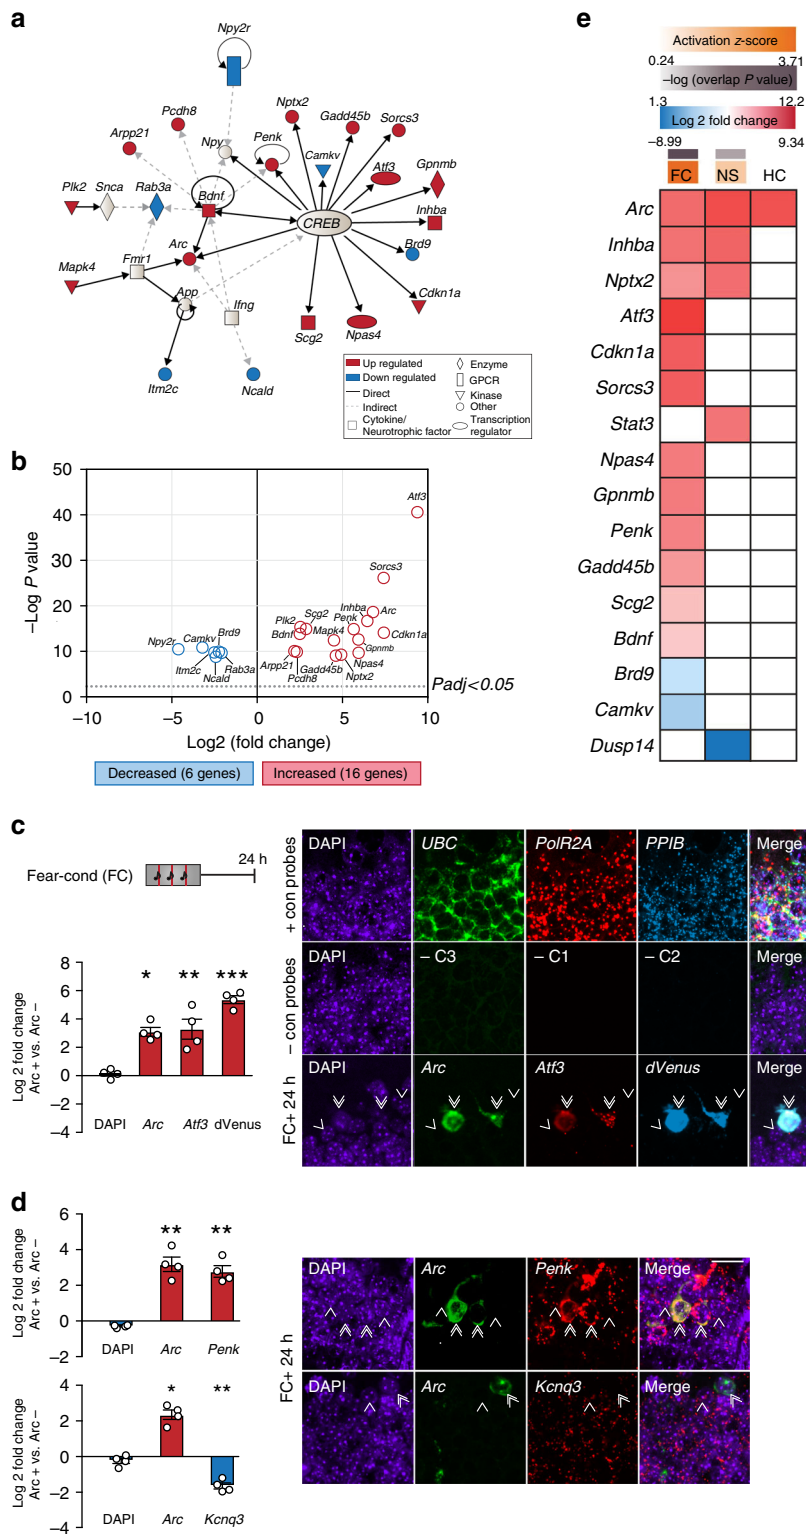 a
Npy2r
Pcdh8
Nptx2
Gadd45b
Sorcs3
Arpp21
Npy
Penk
Camkv
Atf3
Gpnmb
Plk2
Snca
Rab3a
Bdnf
CREB
Inhba
Arc
Brd9
Mapk4
Fmr1
App
Ifng
Cdkn1a
Scg2
Npas4
Itm2c
Ncald
Up regulated
Down regulated
Direct
Indirect
Cytokine/
Neurotrophic factor
Enzyme
GPCR
Kinase
Other
Transcription
regulator
b
50
40
30
20
10
0
–Log P value
Atf3
Sorcs3
Plk2
Scg2
Inhba
Arc
Penk
Bdnf
Mapk4
Cdkn1a
Gpnmb
Npy2r
Camkv
Brd9
Itm2c
Rab3a
Ncald
Arpp21
Pcdh8
Gadd45b
Nptx2
Npas4
Padj<0.05
–10
–5
0
5
10
Log2 (fold change)
Decreased (6 genes)
Increased (16 genes)
e
Activation z-score
0.24
3.71
–log (overlap P value)
1.3
12.2
Log 2 fold change
–8.99
9.34
FC
NS
HC
Arc
Inhba
Nptx2
Atf3
Cdkn1a
Sorcs3
Stat3
Npas4
Gpnmb
Penk
Gadd45b
Scg2
Bdnf
Brd9
Camkv
Dusp14
c
Fear-cond (FC)
24 h
Log 2 fold change
Arc + vs. Arc –
8
6
4
2
0
–2
–4
*
**
***
DAPI
Arc
Atf3
dVenus
+ con probes
DAPI
UBC
PolR2A
PPIB
Merge
– con probes
DAPI
– C3
– C1
– C2
Merge
FC+ 24 h
DAPI
Arc
Atf3
dVenus
Merge
d
Log 2 fold change
Arc + vs. Arc –
6
4
2
0
–2
**
**
DAPI
Arc
Penk
Log 2 fold change
Arc + vs. Arc –
4
2
0
–2
–4
*
**
DAPI
Arc
Kcnq3
FC+ 24 h
DAPI
Arc
Penk
Merge
DAPI
Arc
Kcnq3
Merge